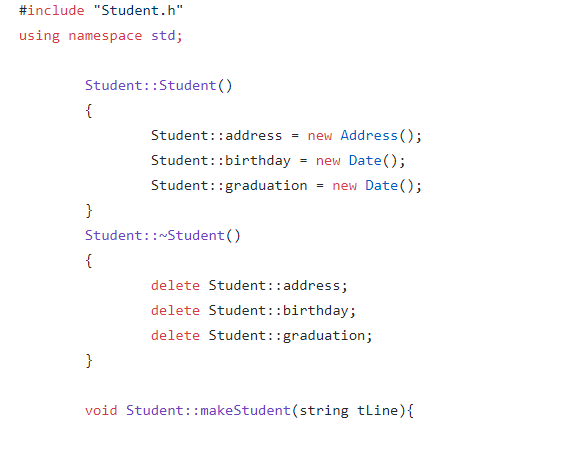 #include "Student.h"
using namespace std;
Student::Student()
{
Student::address = new Address();
Student::birthday = new Date();
Student::graduation = new Date();
}
Student::~Student()
{
delete Student::address;
delete Student::birthday;
delete Student::graduation;
}
void Student::makeStudent(string tLine){